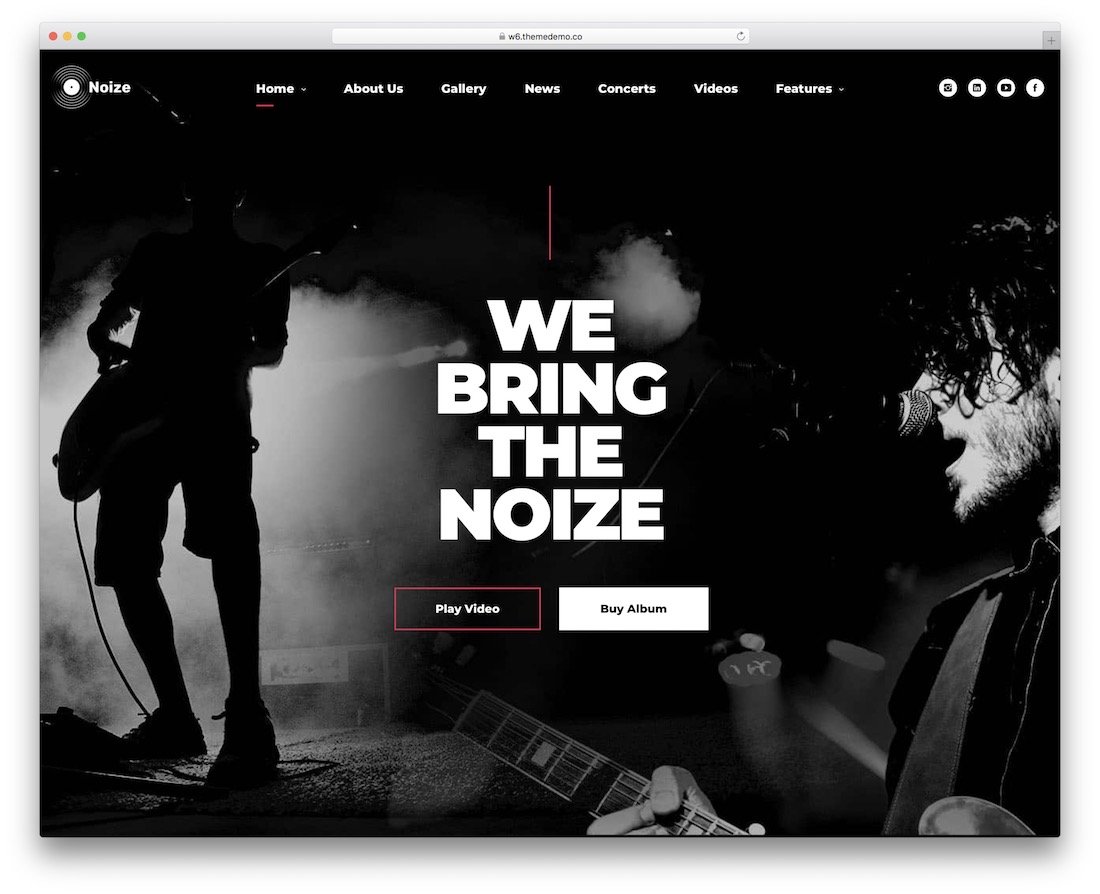 w6.themedemo.co
Noize
Home
About Us
Gallery
News
Concerts
Videos
Features
WE
BRING
THE
NOIZE
Play Video
Buy Album